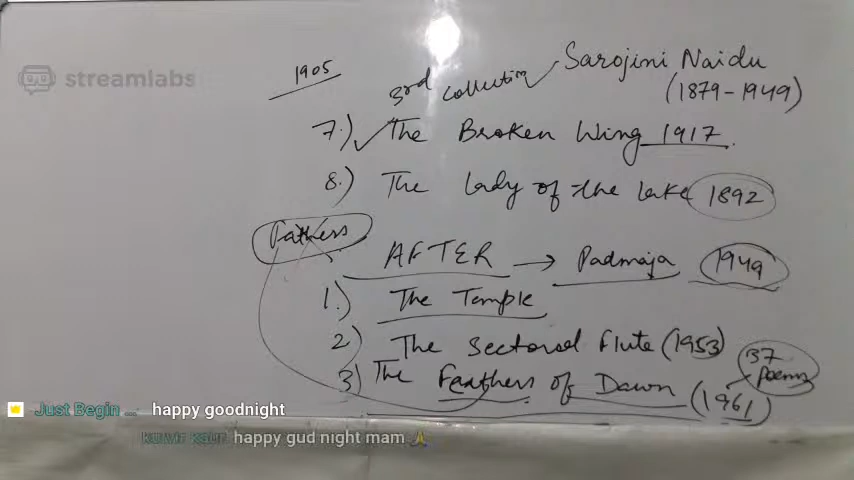 streamlabs
1905
3rd collection
Sarojini Naidu
(1879-1949)
7.) The Broken Wing 1917.
8.) The Lady of the Lake 1892
Fathers
AFTER → Padmaja 1949
1.) The Temple
2) The Sectored Flute (1953)
3) The Feathers of Dawn (1961)
37 Poems
Just Begin ... happy goodnight
kuwir kaur happy gud night mam 🙏